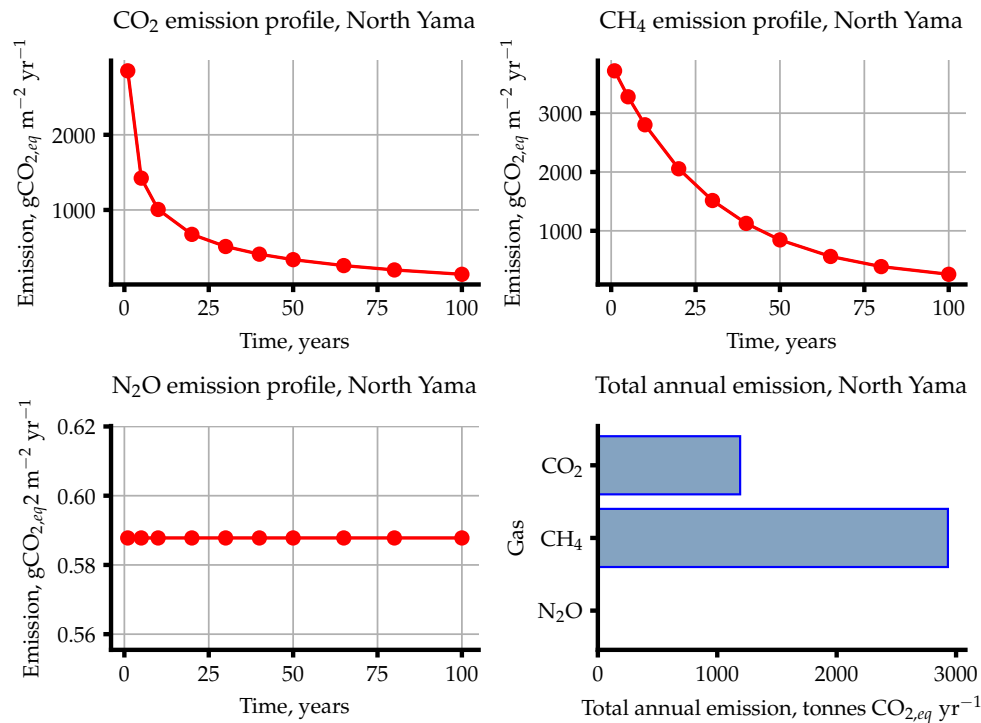 CO₂ emission profile, North Yama
Emission, gCO₂,eq m⁻² yr⁻¹
2000
1000
0 25 50 75 100
Time, years
CH₄ emission profile, North Yama
Emission, gCO₂,eq m⁻² yr⁻¹
3000
2000
1000
0 25 50 75 100
Time, years
N₂O emission profile, North Yama
Emission, gCO₂,eq2 m⁻² yr⁻¹
0.62
0.60
0.58
0.56
0 25 50 75 100
Time, years
Total annual emission, North Yama
Gas
CO₂
CH₄
N₂O
0 1000 2000 3000
Total annual emission, tonnes CO₂,eq yr⁻¹